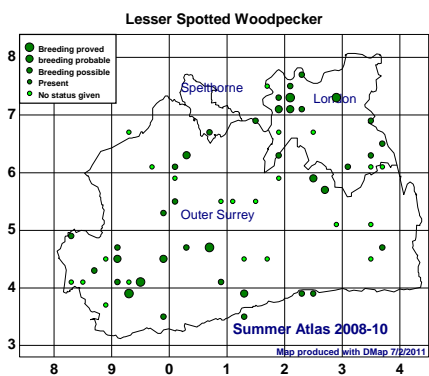 Lesser Spotted Woodpecker
Breeding proved
breeding probable
Breeding possible
Present
No status given
Spelthorne
London
Outer Surrey
Summer Atlas 2008-10
Map produced with DMap 7/2/2011
8
7
6
5
4
3
8 9 0 1 2 3 4